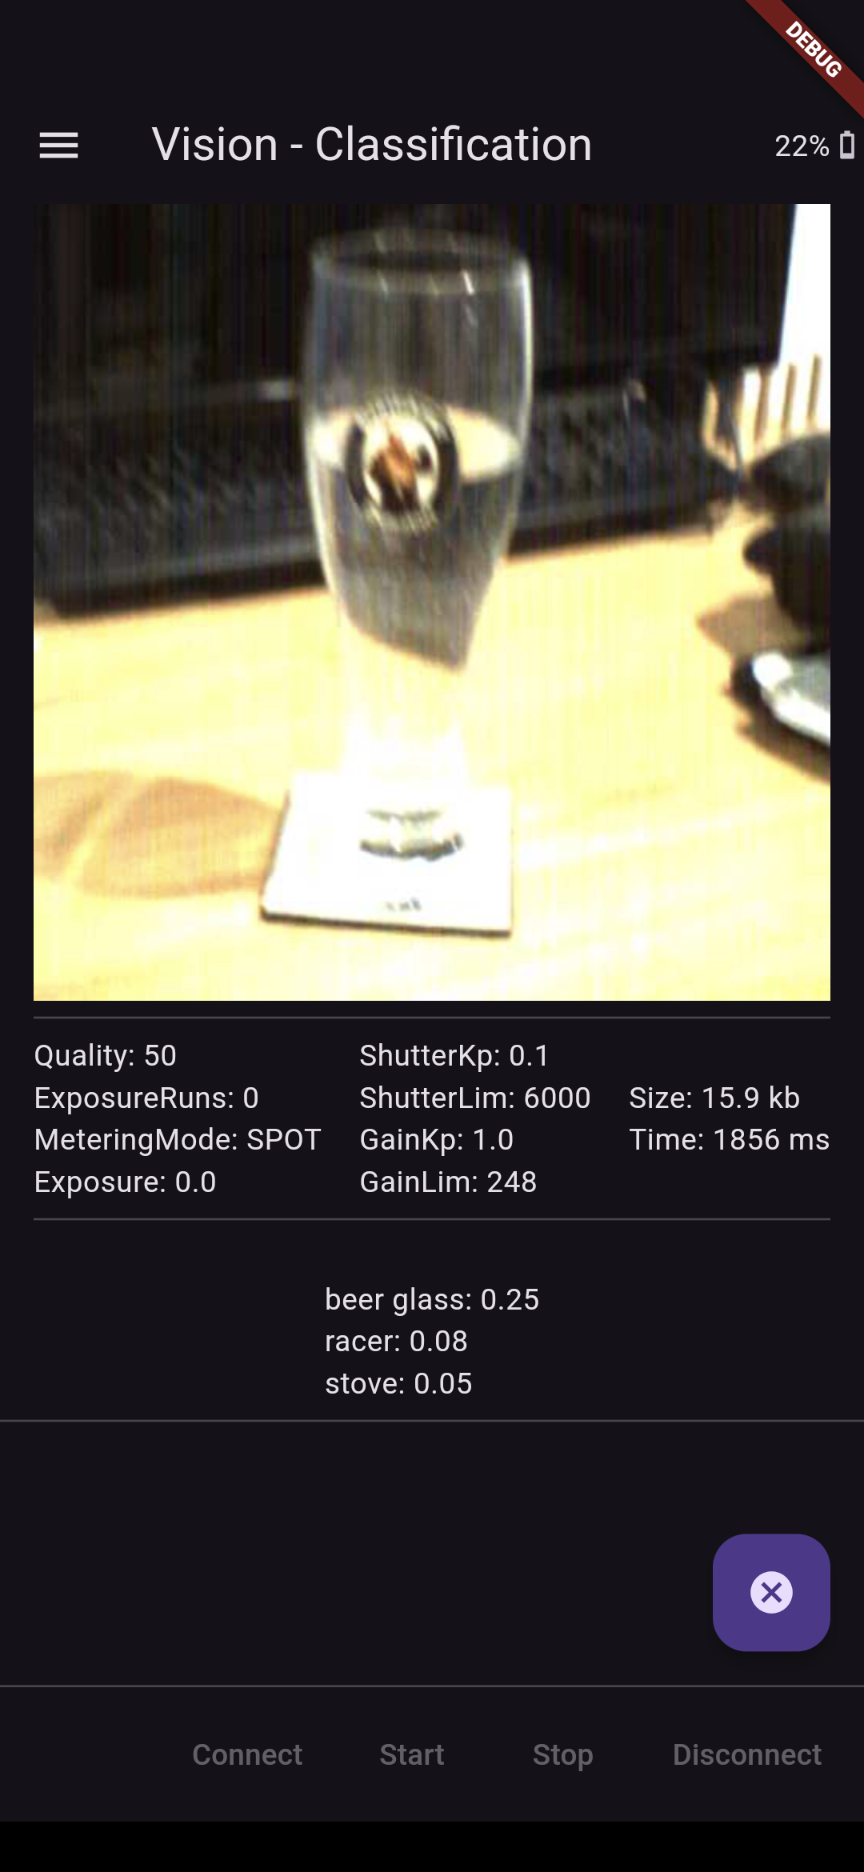 DEBUG
Vision - Classification
22%
Quality: 50
ExposureRuns: 0
MeteringMode: SPOT
Exposure: 0.0
ShutterKp: 0.1
ShutterLim: 6000
GainKp: 1.0
GainLim: 248
Size: 15.9 kb
Time: 1856 ms
beer glass: 0.25
racer: 0.08
stove: 0.05
Connect Start Stop Disconnect